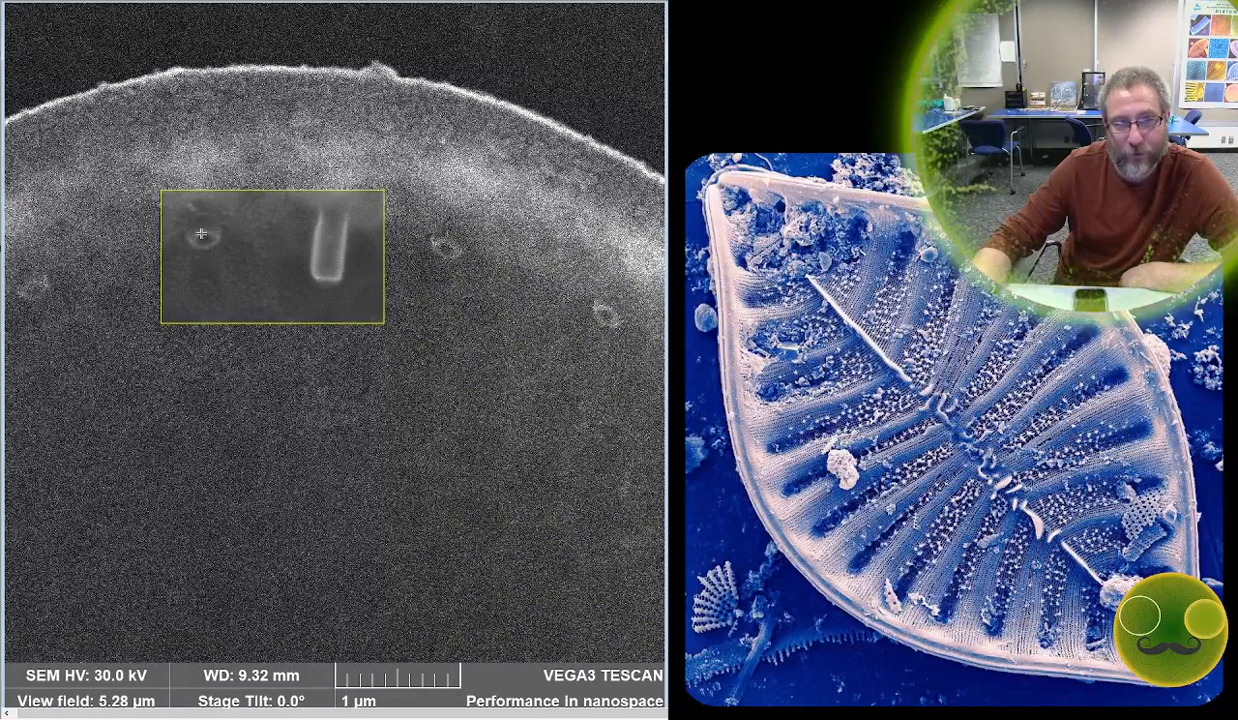 SEM HV: 30.0 kV
WD: 9.32 mm
VEGA3 TESCAN
View field: 5.28 µm
Stage Tilt: 0.0°
1 µm
Performance in nanospace